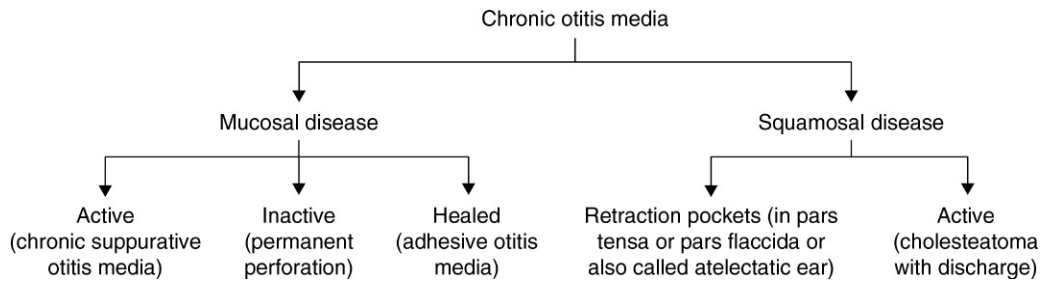 Chronic otitis media
Mucosal disease
Squamosal disease
Active
(chronic suppurative
otitis media)
Inactive
(permanent
perforation)
Healed
(adhesive otitis
media)
Retraction pockets (in pars
tensa or pars flaccida or
also called atelectatic ear)
Active
(cholesteatoma
with discharge)